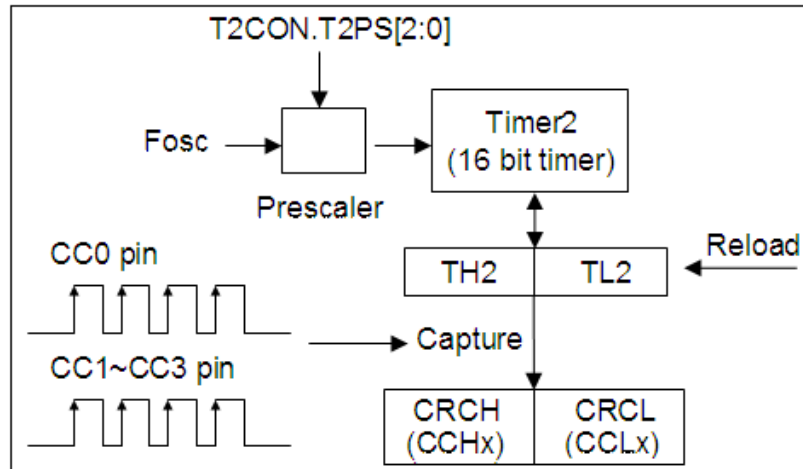 T2CON.T2PS[2:0]
Fosc
Prescaler
Timer2
(16 bit timer)
TH2
TL2
Reload
CC0 pin
Capture
CC1~CC3 pin
CRCH
(CCHx)
CRCL
(CCLx)